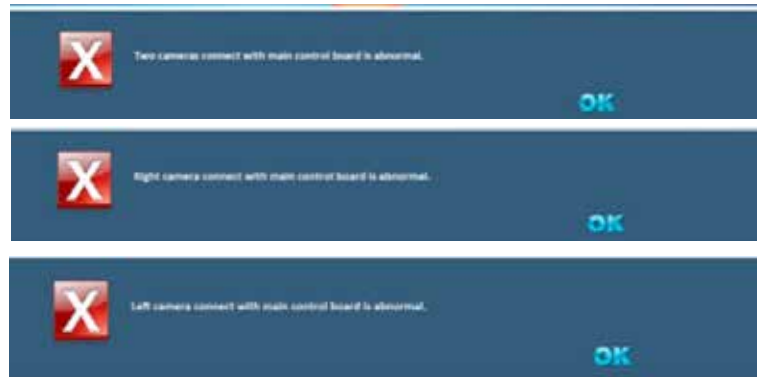 X
Two cameras connect with main control board is abnormal.
OK
X
Right camera connect with main control board is abnormal.
OK
X
Left camera connect with main control board is abnormal.
OK